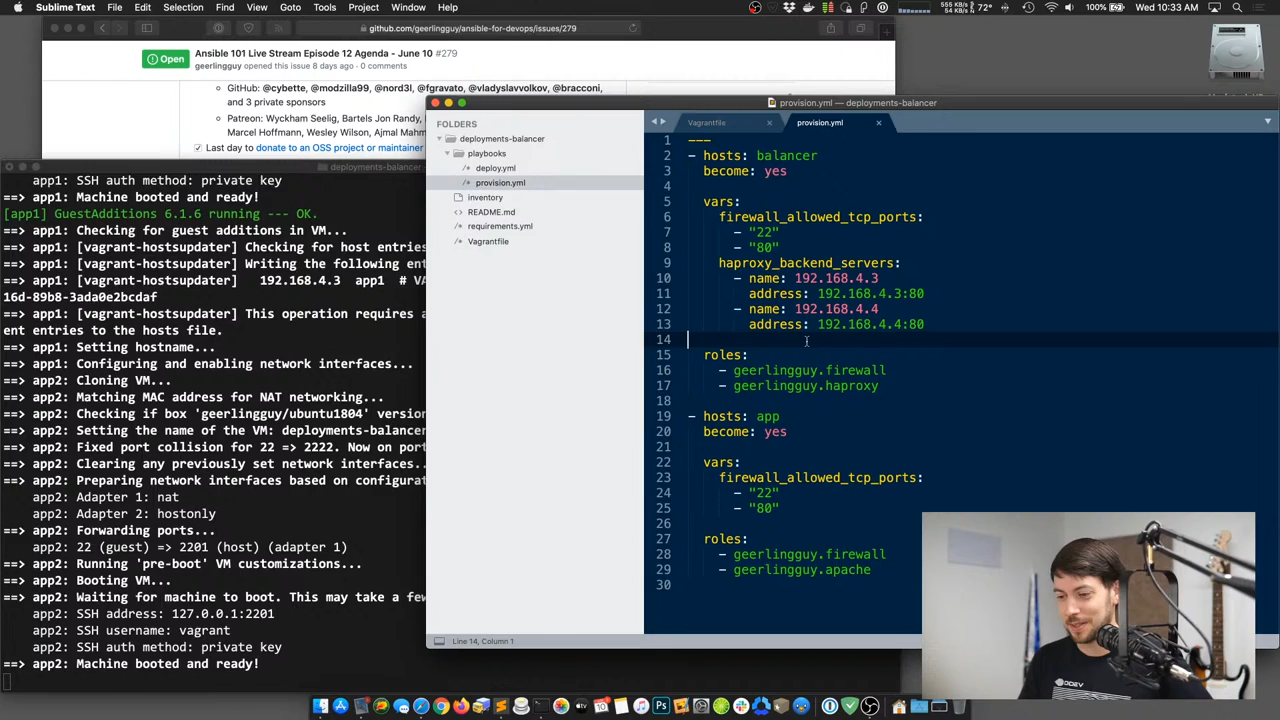 Sublime Text File Edit Selection Find View Goto Tools Project Window Help
555 KB/s
72°
100%
Wed 10:33 AM
github.com/geerlingguy/ansible-for-devops/issues/279
Open
Ansible 101 Live Stream Episode 12 Agenda - June 10 #279
geerlingguy opened this issue 8 days ago · 0 comments
GitHub: @cybette, @modzilla99, @nord3l, @fgravato, @vladyslavvolkov, @bracconi,
and 3 private sponsors
Patreon: Wyckham Seelig, Bartels Jon Randy,
Marcel Hoffmann, Wesley Wilson, Ajmal Mahm
Last day to donate to an OSS project or maintainer
deployments-balancer
app1: SSH auth method: private key
==> app1: Machine booted and ready!
[app1] GuestAdditions 6.1.6 running --- OK.
==> app1: Checking for guest additions in VM...
==> app1: [vagrant-hostsupdater] Checking for host entries
==> app1: [vagrant-hostsupdater] Writing the following ent
==> app1: [vagrant-hostsupdater] 192.168.4.3 app1 # VA
16d-89b8-3ada0e2bcdaf
==> app1: [vagrant-hostsupdater] This operation requires a
ent entries to the hosts file.
==> app1: Setting hostname...
==> app1: Configuring and enabling network interfaces...
==> app2: Cloning VM...
==> app2: Matching MAC address for NAT networking...
==> app2: Checking if box 'geerlingguy/ubuntu1804' version
==> app2: Setting the name of the VM: deployments-balancer
==> app2: Fixed port collision for 22 => 2222. Now on port
==> app2: Clearing any previously set network interfaces..
==> app2: Preparing network interfaces based on configurat
app2: Adapter 1: nat
app2: Adapter 2: hostonly
==> app2: Forwarding ports...
app2: 22 (guest) => 2201 (host) (adapter 1)
==> app2: Running 'pre-boot' VM customizations...
==> app2: Booting VM...
==> app2: Waiting for machine to boot. This may take a few
app2: SSH address: 127.0.0.1:2201
app2: SSH username: vagrant
app2: SSH auth method: private key
==> app2: Machine booted and ready!
provision.yml — deployments-balancer
FOLDERS
deployments-balancer
playbooks
deploy.yml
provision.yml
inventory
README.md
requirements.yml
Vagrantfile
Vagrantfile
provision.yml
1 ---
2 - hosts: balancer
3 become: yes
4
5 vars:
6 firewall_allowed_tcp_ports:
7 - "22"
8 - "80"
9 haproxy_backend_servers:
10 - name: 192.168.4.3
11 address: 192.168.4.3:80
12 - name: 192.168.4.4
13 address: 192.168.4.4:80
14
15 roles:
16 - geerlingguy.firewall
17 - geerlingguy.haproxy
18
19 - hosts: app
20 become: yes
21
22 vars:
23 firewall_allowed_tcp_ports:
24 - "22"
25 - "80"
26
27 roles:
28 - geerlingguy.firewall
29 - geerlingguy.apache
30
Line 14, Column 1